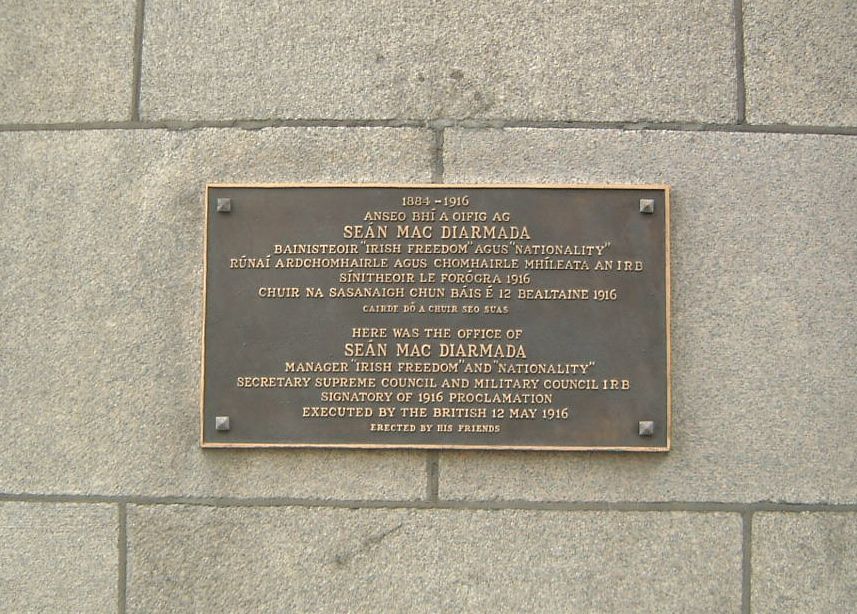 1884 - 1916
ANSEO BHÍ A OIFIG AG
SEÁN MAC DIARMADA
BAINISTEOIR "IRISH FREEDOM" AGUS "NATIONALITY"
RÚNAÍ ARDCHOMHAIRLE AGUS CHOMHAIRLE MHÍLEATA AN I R B
SÍNITHEOIR LE FORÓGRA 1916
CHUIR NA SASANAIGH CHUN BÁIS É 12 BEALTAINE 1916
CAIRDE DÓ A CHUIR SEO SUAS
HERE WAS THE OFFICE OF
SEÁN MAC DIARMADA
MANAGER "IRISH FREEDOM" AND "NATIONALITY"
SECRETARY SUPREME COUNCIL AND MILITARY COUNCIL I R B
SIGNATORY OF 1916 PROCLAMATION
EXECUTED BY THE BRITISH 12 MAY 1916
ERECTED BY HIS FRIENDS